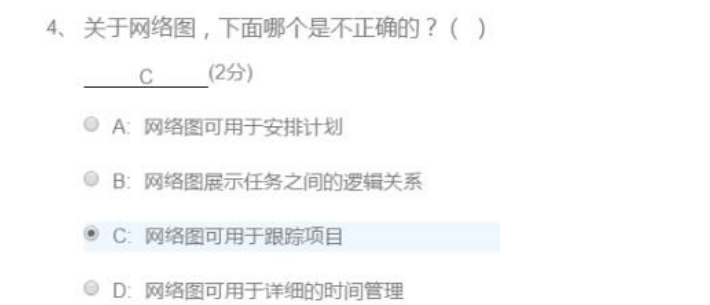 4、关于网络图，下面哪个是不正确的？( )
C (2分)
A: 网络图可用于安排计划
B: 网络图展示任务之间的逻辑关系
C: 网络图可用于跟踪项目
D: 网络图可用于详细的时间管理